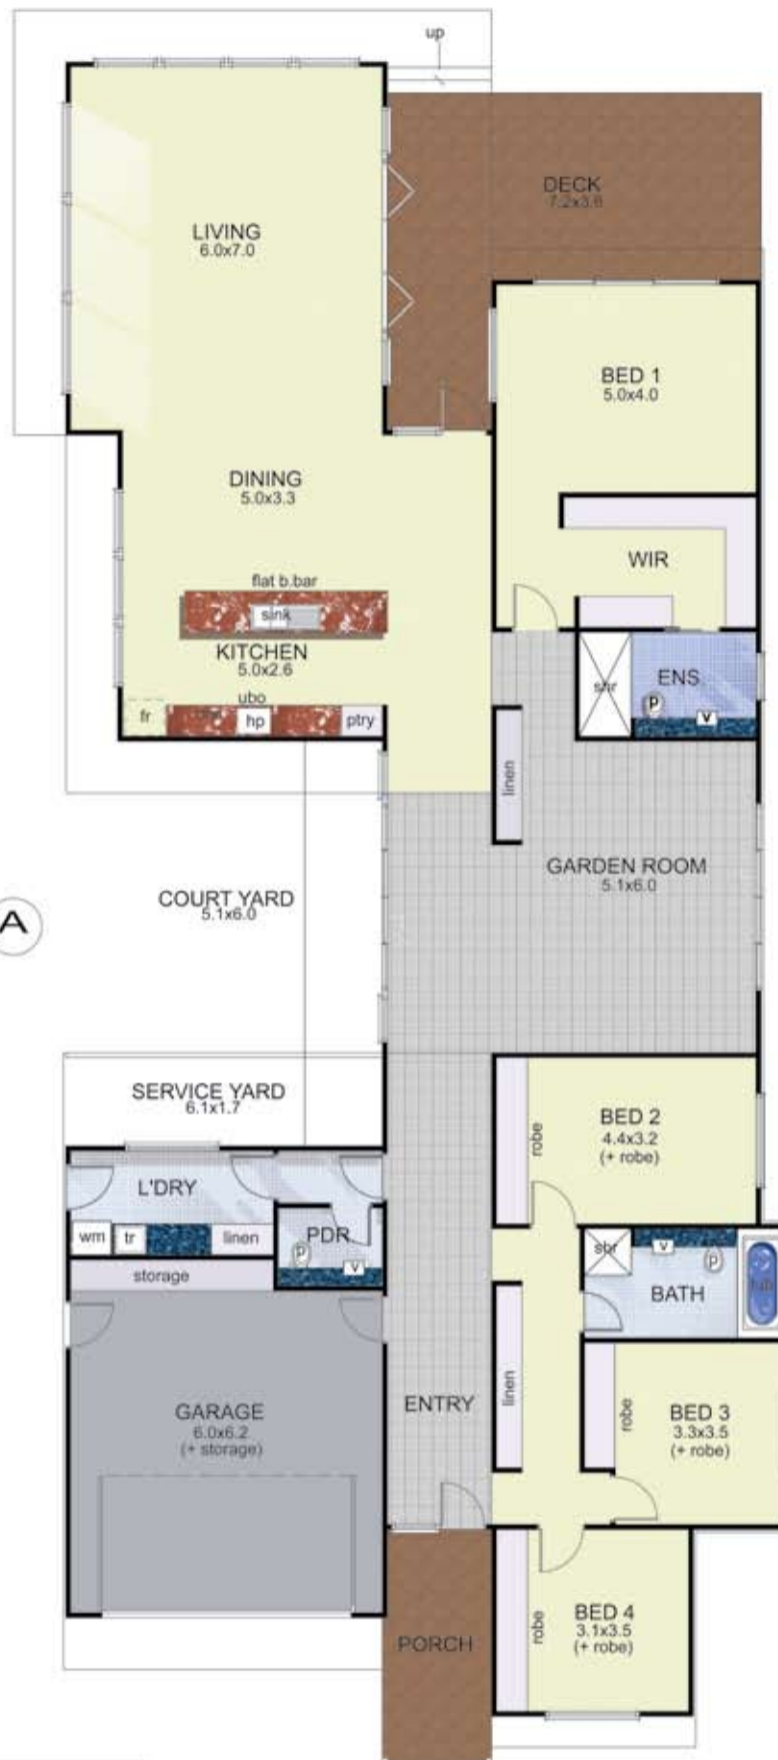 up
DECK
7.2x3.6
LIVING
6.0x7.0
BED 1
5.0x4.0
DINING
5.0x3.3
WIR
flat b.bar
sink
KITCHEN
5.0x2.6
ubo
fr
hp
ptry
shr
ENS
P
V
linen
GARDEN ROOM
5.1x6.0
COURT YARD
5.1x6.0
A
SERVICE YARD
6.1x1.7
BED 2
4.4x3.2
(+ robe)
robe
L'DRY
wm
tr
linen
PDR
P
V
storage
shr
V
P
BATH
tub
ENTRY
linen
GARAGE
6.0x6.2
(+ storage)
robe
BED 3
3.3x3.5
(+ robe)
robe
BED 4
3.1x3.5
(+ robe)
PORCH